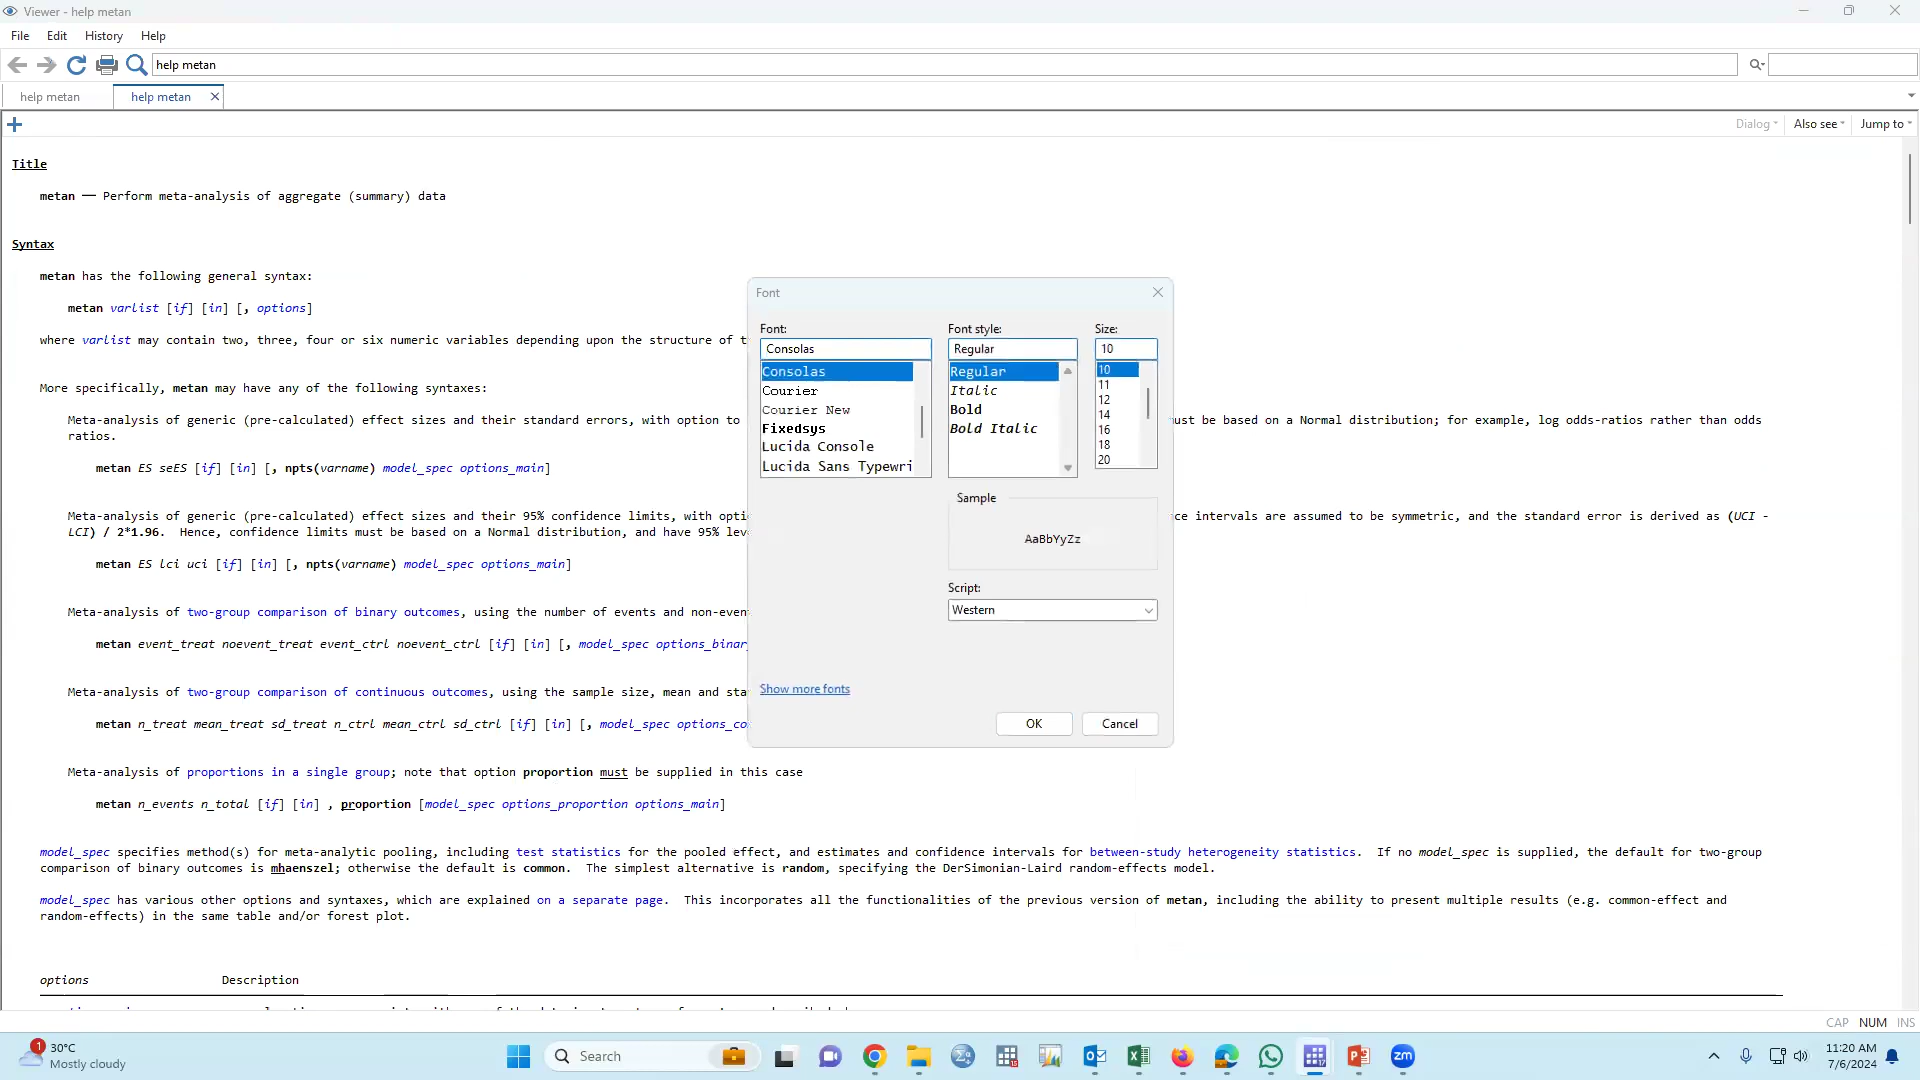 Viewer - help metan
File Edit History Help
help metan
help metan help metan
Dialog Also see Jump to
Title
metan — Perform meta-analysis of aggregate (summary) data
Syntax
metan has the following general syntax:
metan varlist [if] [in] [, options]
where varlist may contain two, three, four or six numeric variables depending upon the structure of t
More specifically, metan may have any of the following syntaxes:
Meta-analysis of generic (pre-calculated) effect sizes and their standard errors, with option to
ust be based on a Normal distribution; for example, log odds-ratios rather than odds
ratios.
metan ES seES [if] [in] [, npts(varname) model_spec options_main]
Meta-analysis of generic (pre-calculated) effect sizes and their 95% confidence limits, with opti
ce intervals are assumed to be symmetric, and the standard error is derived as (UCI -
LCI) / 2*1.96. Hence, confidence limits must be based on a Normal distribution, and have 95% lev
metan ES lci uci [if] [in] [, npts(varname) model_spec options_main]
Meta-analysis of two-group comparison of binary outcomes, using the number of events and non-even
metan event_treat noevent_treat event_ctrl noevent_ctrl [if] [in] [, model_spec options_binar
Meta-analysis of two-group comparison of continuous outcomes, using the sample size, mean and sta
metan n_treat mean_treat sd_treat n_ctrl mean_ctrl sd_ctrl [if] [in] [, model_spec options_co
Meta-analysis of proportions in a single group; note that option proportion must be supplied in this case
metan n_events n_total [if] [in] , proportion [model_spec options_proportion options_main]
model_spec specifies method(s) for meta-analytic pooling, including test statistics for the pooled effect, and estimates and confidence intervals for between-study heterogeneity statistics. If no model_spec is supplied, the default for two-group
comparison of binary outcomes is mhaenszel; otherwise the default is common. The simplest alternative is random, specifying the DerSimonian-Laird random-effects model.
model_spec has various other options and syntaxes, which are explained on a separate page. This incorporates all the functionalities of the previous version of metan, including the ability to present multiple results (e.g. common-effect and
random-effects) in the same table and/or forest plot.
options Description
Font
Font: Font style: Size:
Consolas Regular 10
Consolas Regular 10
Courier Italic 11
Courier New Bold 12
Fixedsys Bold Italic 14
Lucida Console 16
Lucida Sans Typewri 18
20
Sample
AaBbYyZz
Script:
Western
Show more fonts
OK Cancel
CAP NUM INS
1
30°C
Mostly cloudy
Search
zm
11:20 AM
7/6/2024